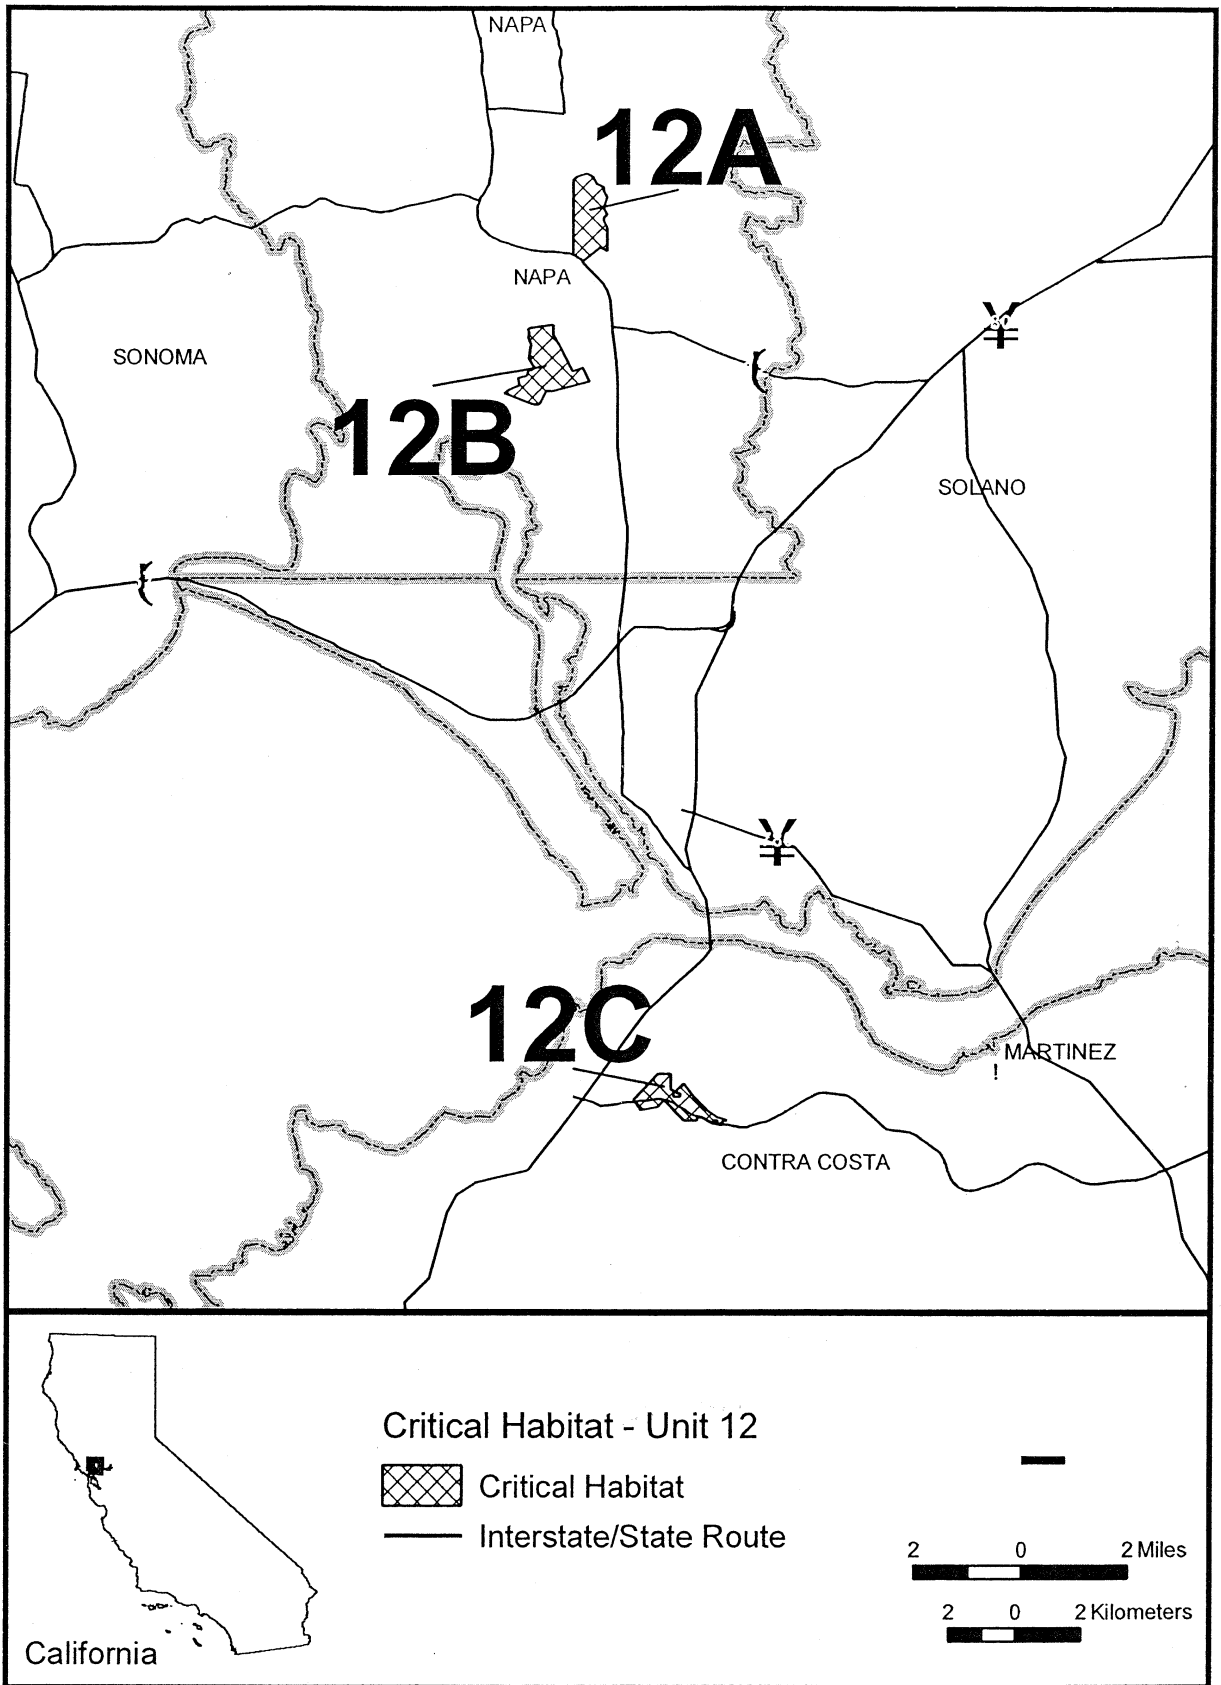 NAPA
12A
NAPA
SONOMA
12B
SOLANO
12C
MARTINEZ
!
CONTRA COSTA
Critical Habitat - Unit 12
Critical Habitat
Interstate/State Route
2 0 2 Miles
2 0 2 Kilometers
California